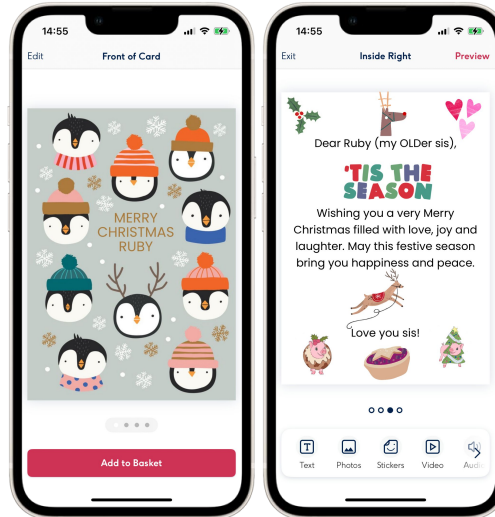 14:55
Edit
Front of Card
MERRY
CHRISTMAS
RUBY
Add to Basket
14:55
Exit
Inside Right
Preview
Dear Ruby (my OLDer sis),
'TIS THE
SEASON
Wishing you a very Merry
Christmas filled with love, joy and
laughter. May this festive season
bring you happiness and peace.
Love you sis!
Text
Photos
Stickers
Video